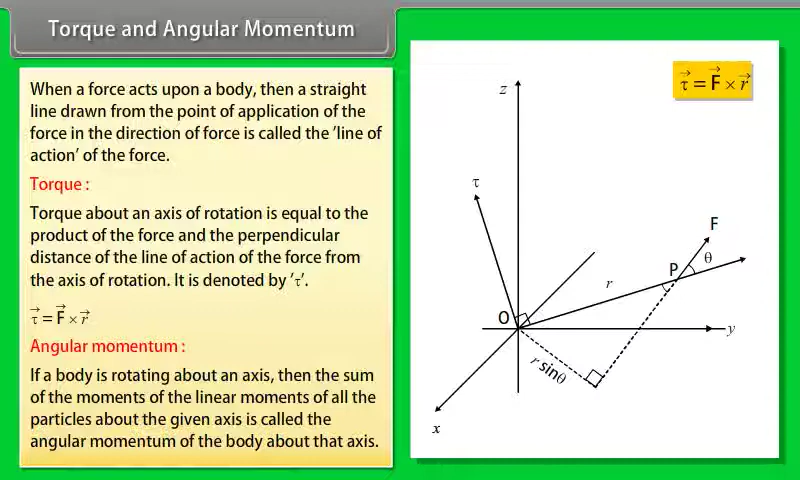 Torque and Angular Momentum
When a force acts upon a body, then a straight
line drawn from the point of application of the
force in the direction of force is called the 'line of
action' of the force.
Torque :
Torque about an axis of rotation is equal to the
product of the force and the perpendicular
distance of the line of action of the force from
the axis of rotation. It is denoted by 'τ'.
τ⃗ = F⃗ × r⃗
Angular momentum :
If a body is rotating about an axis, then the sum
of the moments of the linear moments of all the
particles about the given axis is called the
angular momentum of the body about that axis.
τ⃗ = F⃗ × r⃗
z
τ
F
θ
P
r
O
y
r sinθ
x